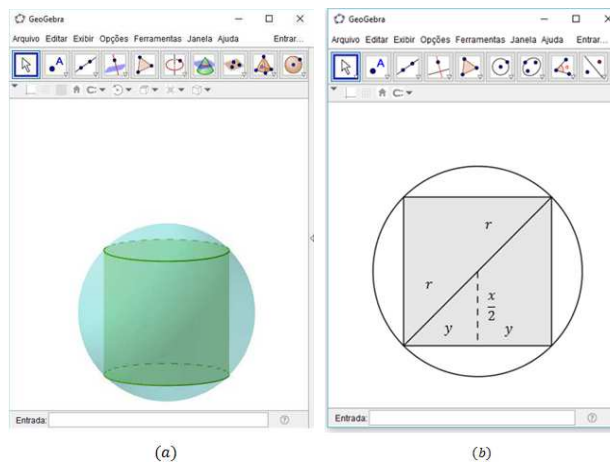 GeoGebra
Arquivo Editar Exibir Opções Ferramentas Janela Ajuda Entrar...
A
Entrada:
(a)
GeoGebra
Arquivo Editar Exibir Opções Ferramentas Janela Ajuda Entrar...
A
r
r
x
2
y y
Entrada:
(b)